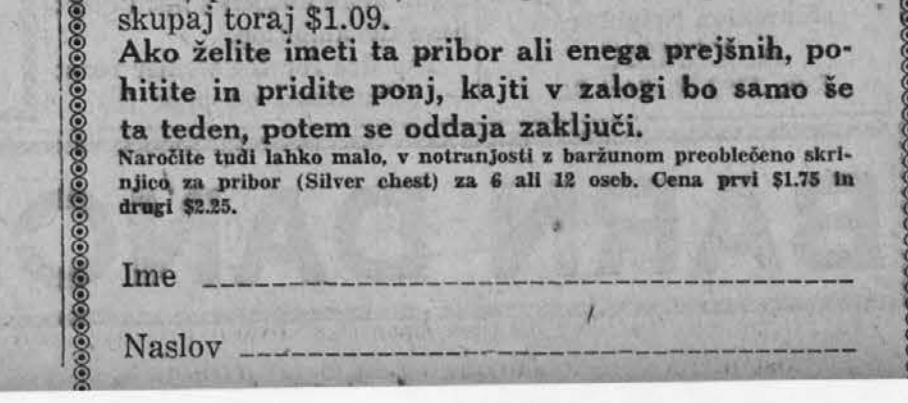 skupaj toraj $1.09.
Ako želite imeti ta pribor ali enega prejšnih, po-
hitite in pridite ponj, kajti v zalogi bo samo še
ta teden, potem se oddaja zaključi.
Naročite tudi lahko malo, v notranjosti z baržunom preoblečeno skri-
njico za pribor (Silver chest) za 6 ali 12 oseb. Cena prvi $1.75 in
drugi $2.25.
Ime
Naslov